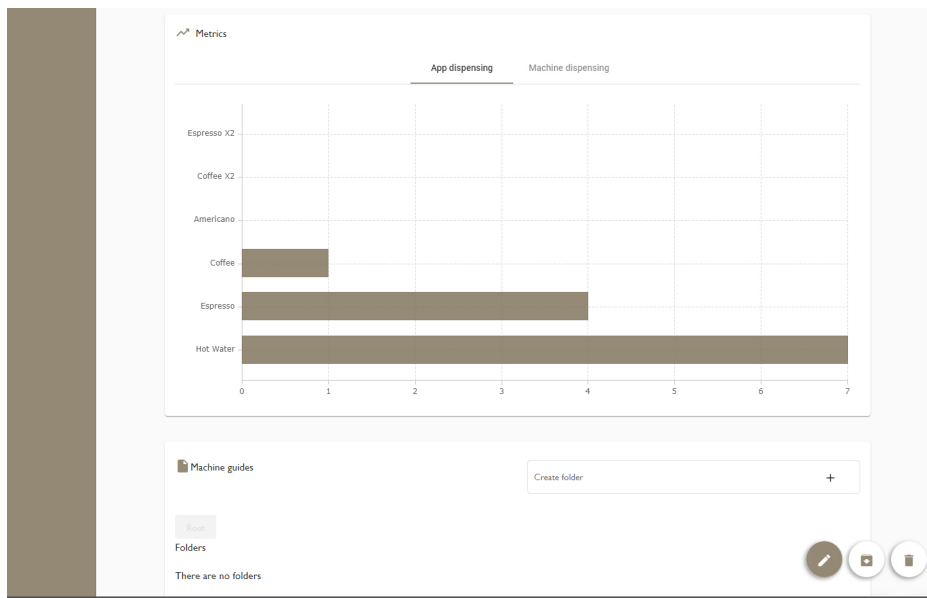 Metrics
App dispensing Machine dispensing
Espresso X2
Coffee X2
Americano
Coffee
Espresso
Hot Water
0 1 2 3 4 5 6 7
Machine guides
Create folder +
Root
Folders
There are no folders